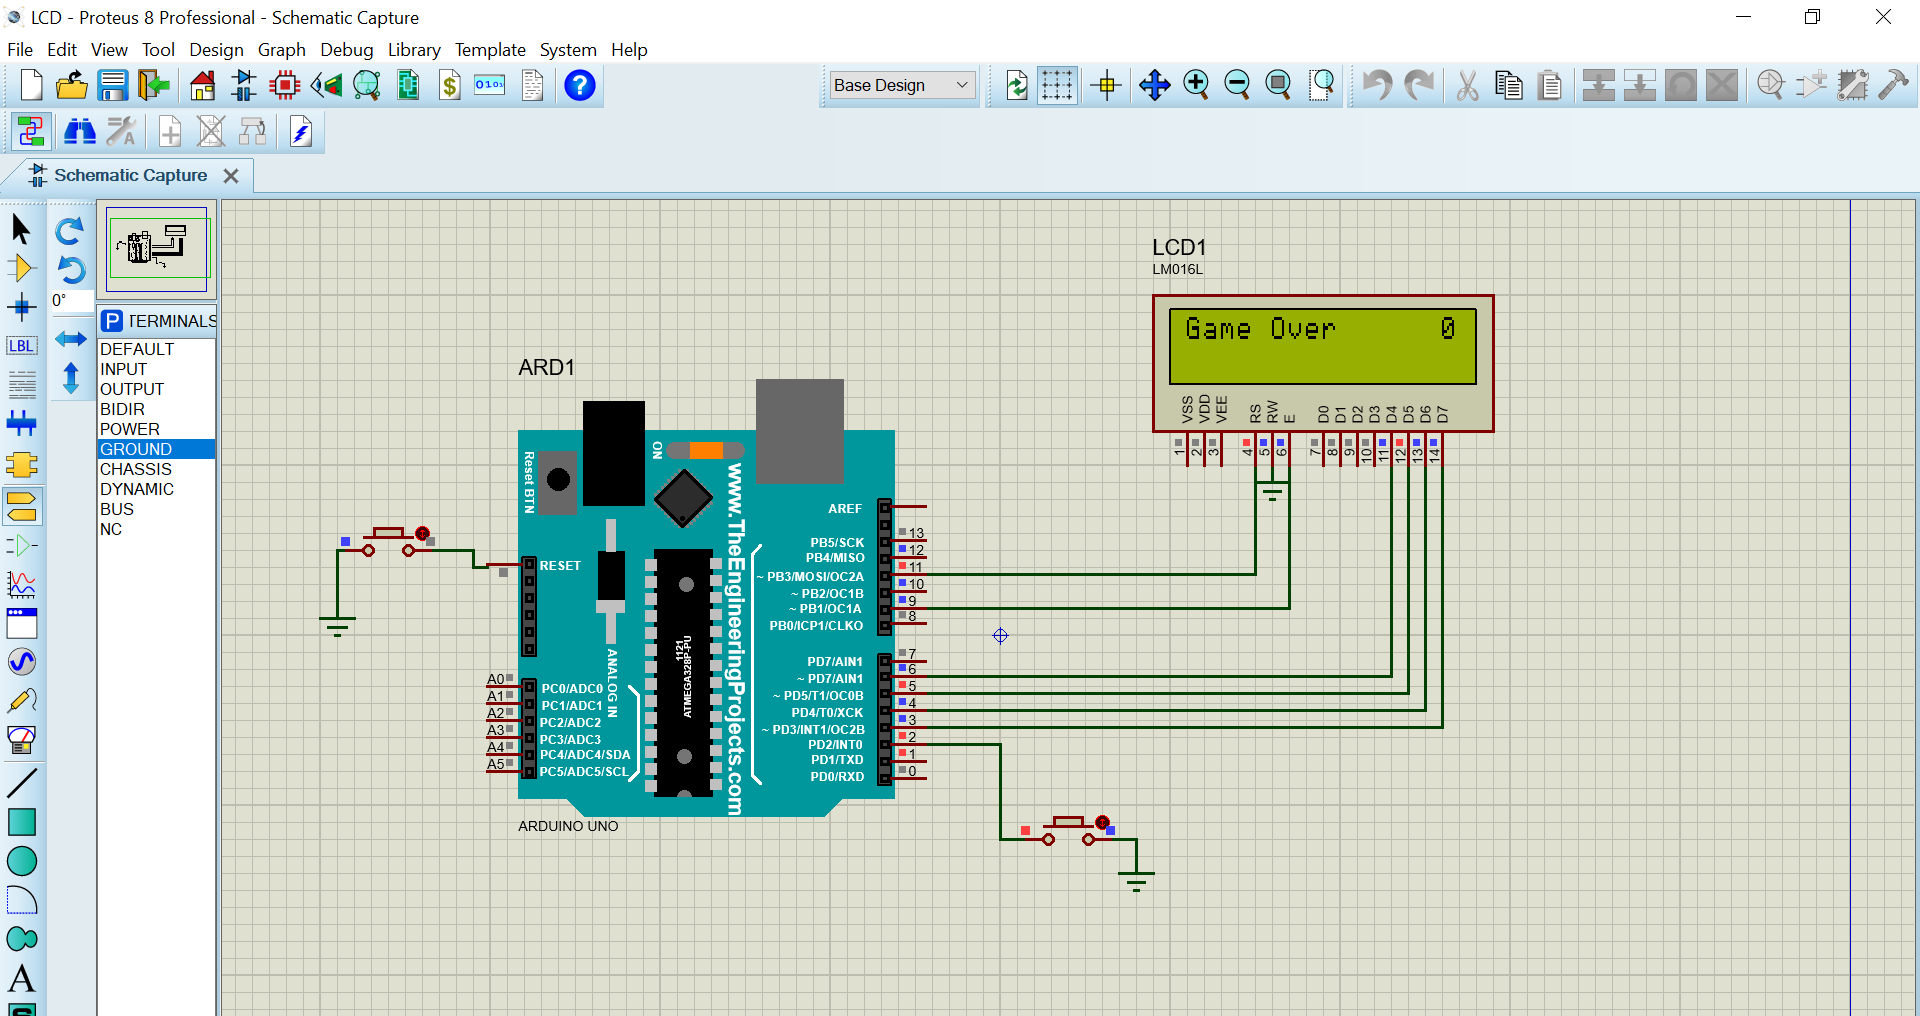 LCD - Proteus 8 Professional - Schematic Capture
File Edit View Tool Design Graph Debug Library Template System Help
Base Design
Schematic Capture
0°
P TERMINALS
LBL
DEFAULT
INPUT
OUTPUT
BIDIR
POWER
GROUND
CHASSIS
DYNAMIC
BUS
NC
A
LCD1
LM016L
Game Over 0
VSS VDD VEE RS RW E D0 D1 D2 D3 D4 D5 D6 D7
1 2 3 4 5 6 7 8 9 10 11 12 13 14
ARD1
Reset BTN
ON
www.TheEngineeringProjects.com
1121
ATMEGA328P-PU
ANALOG IN
RESET
A0 PC0/ADC0
A1 PC1/ADC1
A2 PC2/ADC2
A3 PC3/ADC3
A4 PC4/ADC4/SDA
A5 PC5/ADC5/SCL
AREF
PB5/SCK 13
PB4/MISO 12
~ PB3/MOSI/OC2A 11
~ PB2/OC1B 10
~ PB1/OC1A 9
PB0/ICP1/CLKO 8
PD7/AIN1 7
~ PD7/AIN1 6
~ PD5/T1/OC0B 5
PD4/T0/XCK 4
~ PD3/INT1/OC2B 3
PD2/INT0 2
PD1/TXD 1
PD0/RXD 0
ARDUINO UNO